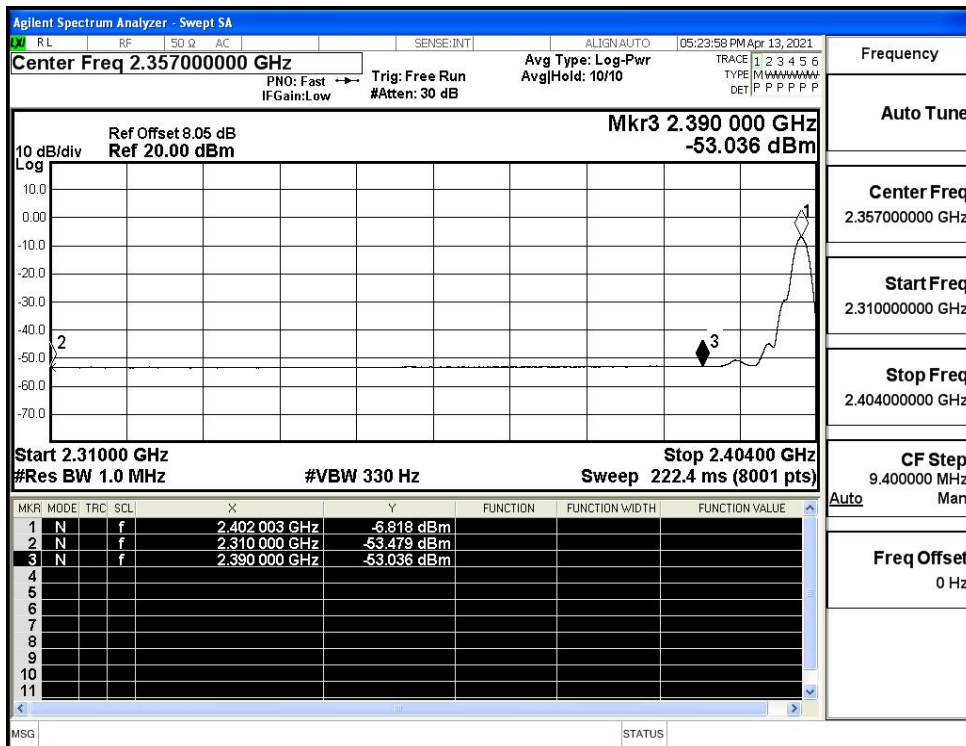 Agilent Spectrum Analyzer - Swept SA
LXI RL RF 50 Ω AC SENSE:INT ALIGN AUTO 05:23:58 PM Apr 13, 2021
Center Freq 2.357000000 GHz
PNO: Fast
IFGain:Low
Trig: Free Run
#Atten: 30 dB
Avg Type: Log-Pwr
Avg|Hold: 10/10
TRACE 1 2 3 4 5 6
TYPE M W W W W W
DET P P P P P P
Ref Offset 8.05 dB
10 dB/div Ref 20.00 dBm
Log
Mkr3 2.390 000 GHz
-53.036 dBm
10.0
0.00
-10.0
-20.0
-30.0
-40.0
-50.0
-60.0
-70.0
1
2
3
Start 2.31000 GHz Stop 2.40400 GHz
#Res BW 1.0 MHz #VBW 330 Hz Sweep 222.4 ms (8001 pts)
MKR MODE TRC SCL X Y FUNCTION FUNCTION WIDTH FUNCTION VALUE
1 N f 2.402 003 GHz -6.818 dBm
2 N f 2.310 000 GHz -53.479 dBm
3 N f 2.390 000 GHz -53.036 dBm
4
5
6
7
8
9
10
11
MSG STATUS
Frequency
Auto Tune
Center Freq
2.357000000 GHz
Start Freq
2.310000000 GHz
Stop Freq
2.404000000 GHz
CF Step
9.400000 MHz
Auto Man
Freq Offset
0 Hz